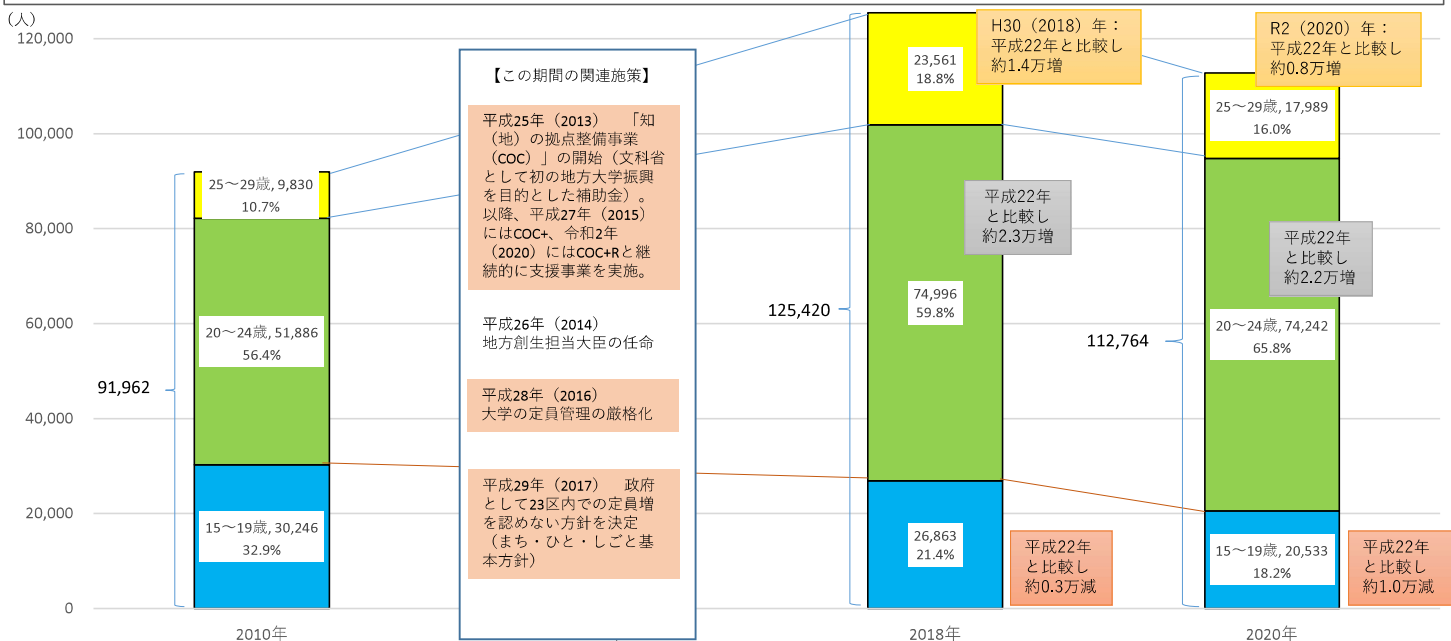 （人）
120,000
100,000
80,000
60,000
40,000
20,000
0
25～29歳, 9,830
10.7%
20～24歳, 51,886
56.4%
91,962
15～19歳, 30,246
32.9%
2010年
【この期間の関連施策】
平成25年（2013）　「知
（地）の拠点整備事業
（COC）」の開始（文科省
として初の地方大学振興
を目的とした補助金）。
以降、平成27年（2015）
にはCOC+、令和2年
（2020）にはCOC+Rと継
続的に支援事業を実施。
平成26年（2014）
地方創生担当大臣の任命
平成28年（2016）
大学の定員管理の厳格化
平成29年（2017）　政府
として23区内での定員増
を認めない方針を決定
（まち・ひと・しごと基
本方針）
23,561
18.8%
H30（2018）年：
平成22年と比較し
約1.4万増
平成22年
と比較し
約2.3万増
74,996
59.8%
125,420
26,863
21.4%
平成22年
と比較し
約0.3万減
2018年
R2（2020）年：
平成22年と比較し
約0.8万増
25～29歳, 17,989
16.0%
平成22年
と比較し
約2.2万増
20～24歳, 74,242
65.8%
112,764
15～19歳, 20,533
18.2%
平成22年
と比較し
約1.0万減
2020年